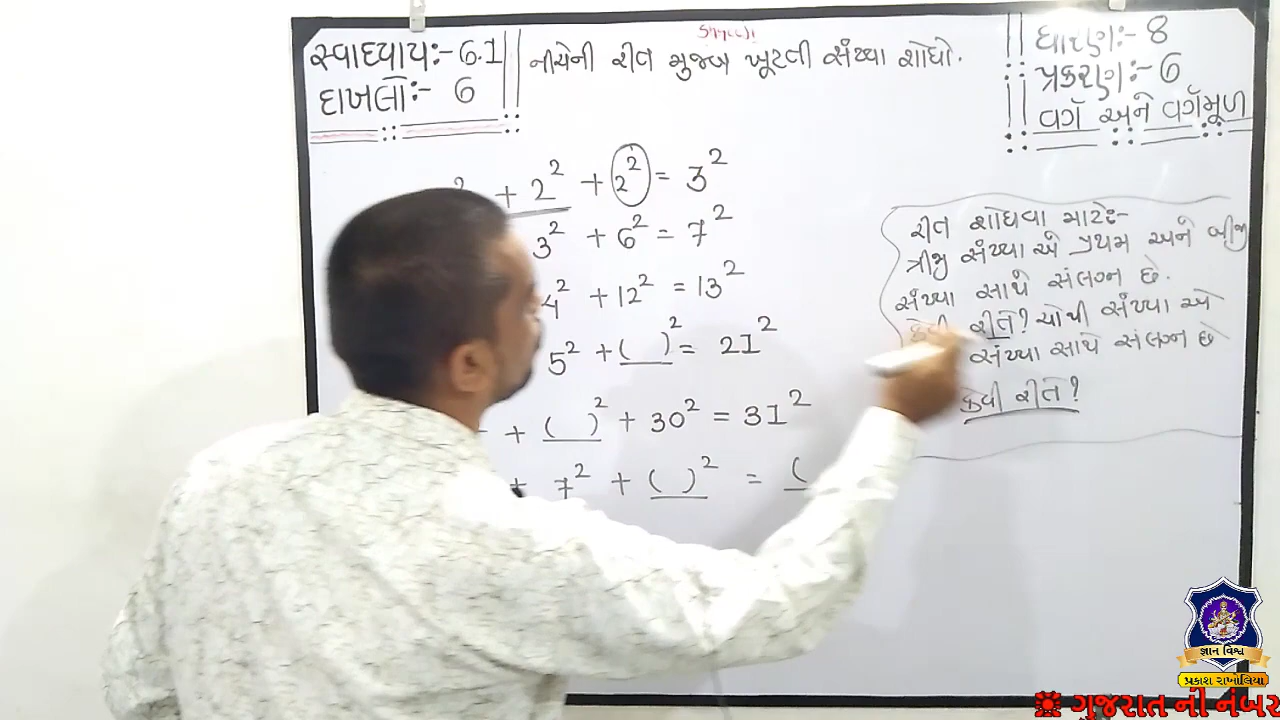 સ્વાધ્યાયઃ- 6.1
દાખલોઃ- 6
નીચેની રીત મુજબ ખૂટતી સંખ્યા શોધો.
ધોરણઃ- 8
પ્રકરણઃ- 6
વર્ગ અને વર્ગમૂળ
² + 2² + 2² = 3²
3² + 6² = 7²
4² + 12² = 13²
5² + ( )² = 21²
+ ( )² + 30² = 31²
+ 7² + ( )² = (
રીત શોધવા માટેઃ-
ત્રીજી સંખ્યા એ પ્રથમ અને બીજી
સંખ્યા સાથે સંલગ્ન છે.
રીતે? ચોથી સંખ્યા એ
સંખ્યા સાથે સંલગ્ન છે
કેવી રીતે?
જ્ઞાન વિશ્વ
પ્રકાશ રાખોલિયા
ગુજરાત ની નંબર